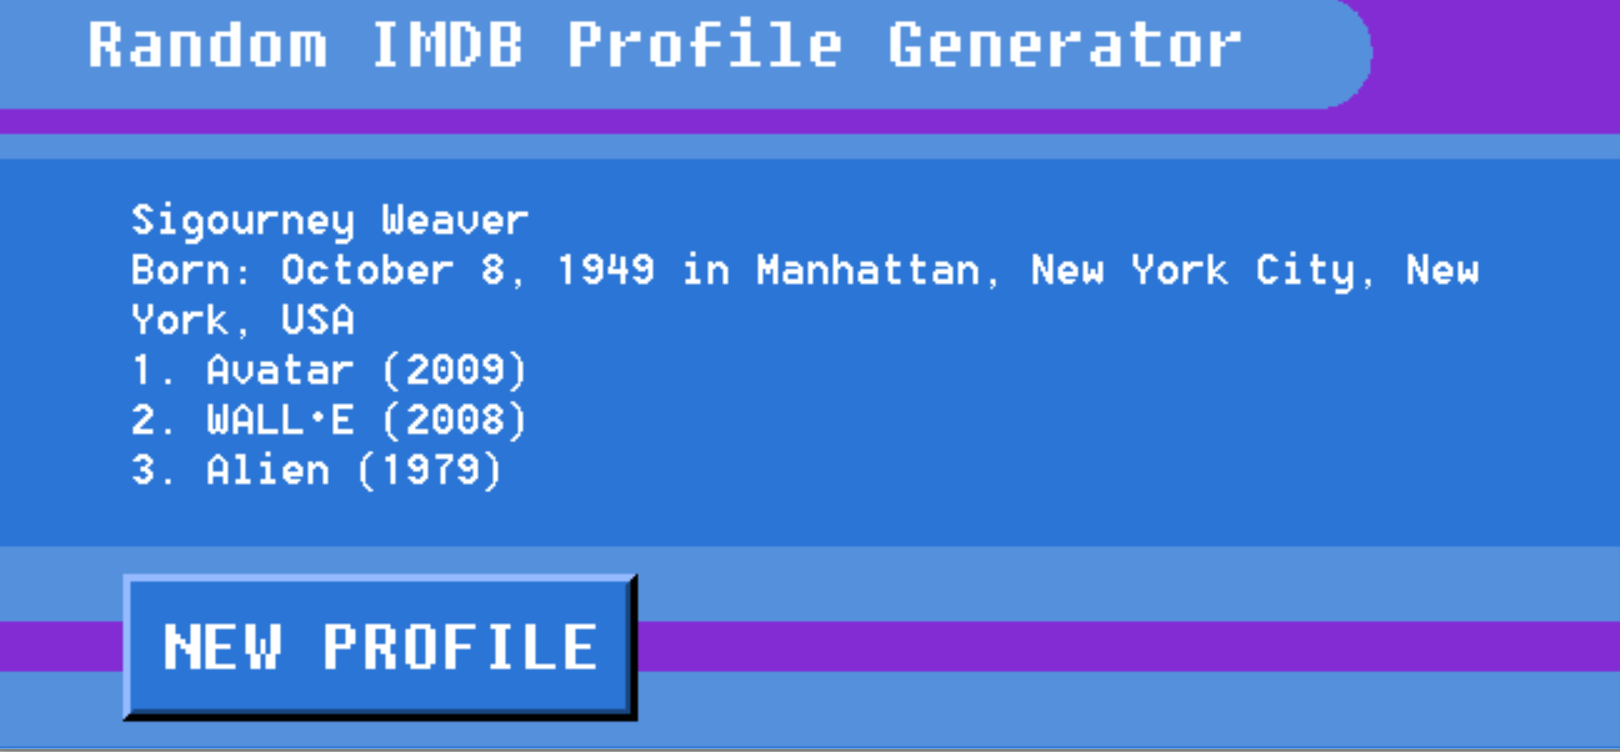 Random IMDB Profile Generator
Sigourney Weaver
Born: October 8, 1949 in Manhattan, New York City, New
York, USA
1. Avatar (2009)
2. WALL•E (2008)
3. Alien (1979)
NEW PROFILE